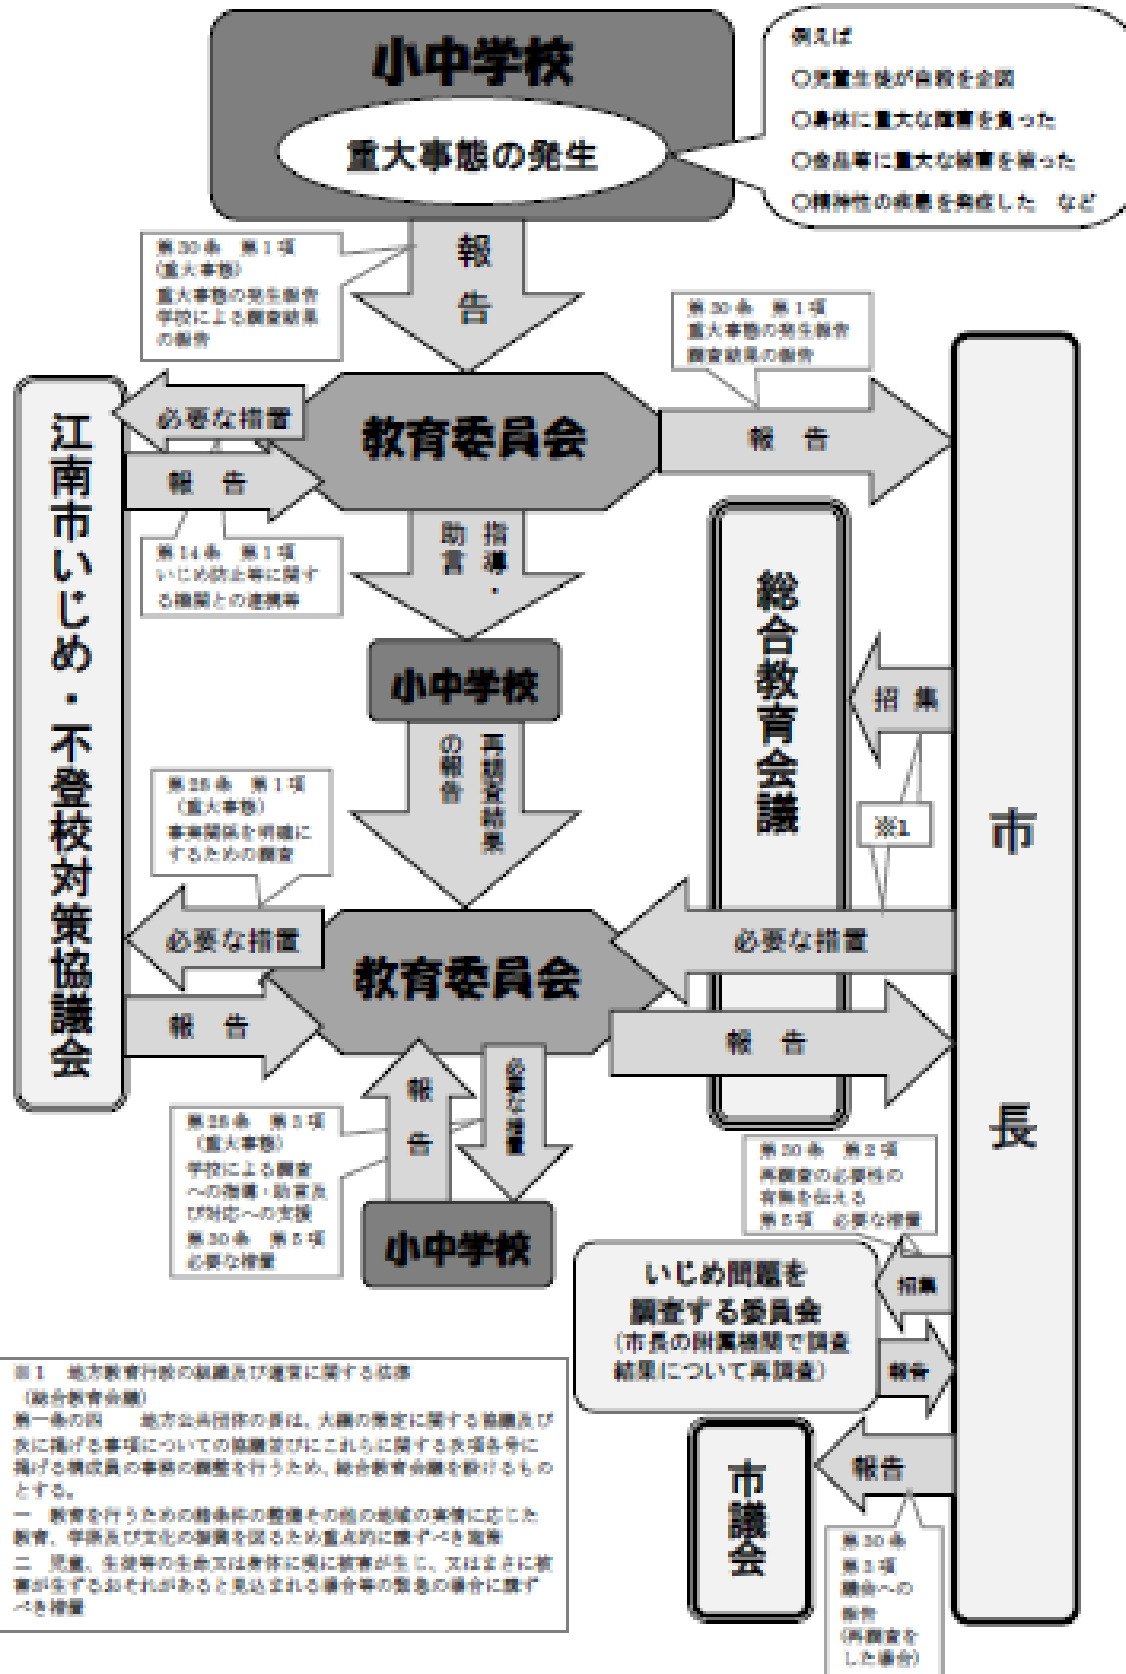 小中学校
重大事態の発生
例えば
○児童生徒が自殺を企図
○身体に重大な障害を負った
○金品等に重大な被害を被った
○精神性の疾患を発症した　など
報告
第30条　第1項
(重大事態)
重大事態の発生報告
学校による調査結果
の報告
第30条　第1項
重大事態の発生報告
調査結果の報告
江南市いじめ・不登校対策協議会
必要な措置
教育委員会
報　告
報　告
第14条　第1項
いじめ防止等に関す
る機関との連携等
指導・
助言
小中学校
総合教育会議
招 集
※1
市長
再調査結果
の報告
第28条　第1項
(重大事態)
事実関係を明確に
するための調査
必要な措置
教育委員会
必要な措置
報　告
報　告
報告
必要な措置
第28条　第3項
(重大事態)
学校による調査
への指導・助言及
び対応への支援
第30条　第5項
必要な措置
小中学校
第30条　第2項
再調査の必要性の
有無を伝える
第5項　必要な措置
いじめ問題を
調査する委員会
(市長の附属機関で調査
結果について再調査)
招集
報告
市議会
報告
第30条
第3項
議会への
報告
(再調査を
した場合)
※1　地方教育行政の組織及び運営に関する法律
(総合教育会議)
第一条の四　地方公共団体の長は、大綱の策定に関する協議及び
次に掲げる事項についての協議並びにこれらに関する次項各号に
掲げる構成員の事務の調整を行うため、総合教育会議を設けるもの
とする。
一　教育を行うための諸条件の整備その他の地域の実情に応じた
教育、学術及び文化の振興を図るため重点的に講ずべき施策
二　児童、生徒等の生命又は身体に現に被害が生じ、又はまさに被
害が生ずるおそれがあると見込まれる場合等の緊急の場合に講ず
べき措置